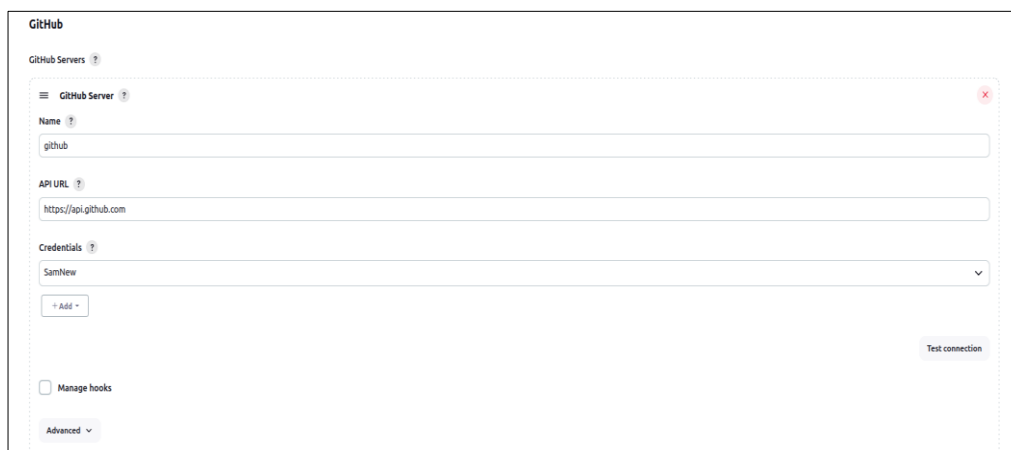 GitHub
GitHub Servers ?
GitHub Server ?
Name ?
github
API URL ?
https://api.github.com
Credentials ?
SamNew
+ Add
Test connection
Manage hooks
Advanced